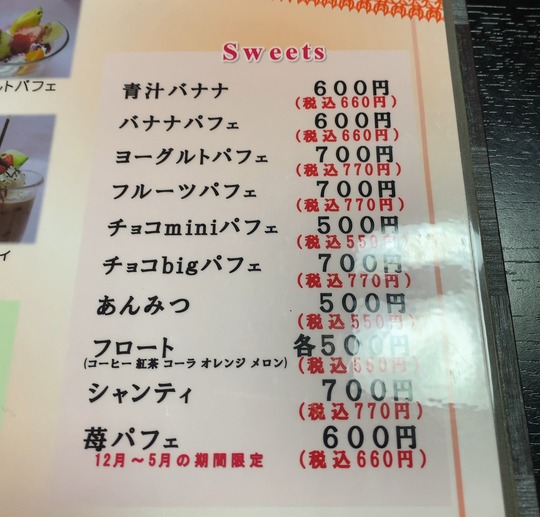 Sweets
ルトパフェ
ィ
青汁バナナ 600円
(税込660円)
バナナパフェ 600円
(税込660円)
ヨーグルトパフェ 700円
(税込770円)
フルーツパフェ 700円
(税込770円)
チョコminiパフェ 500円
(税込550円)
チョコbigパフェ 700円
(税込770円)
あんみつ 500円
(税込550円)
フロート 各500円
(コーヒー 紅茶 コーラ オレンジ メロン) (税込550円)
シャンティ 700円
(税込770円)
苺パフェ 600円
12月～5月の期間限定 (税込660円)